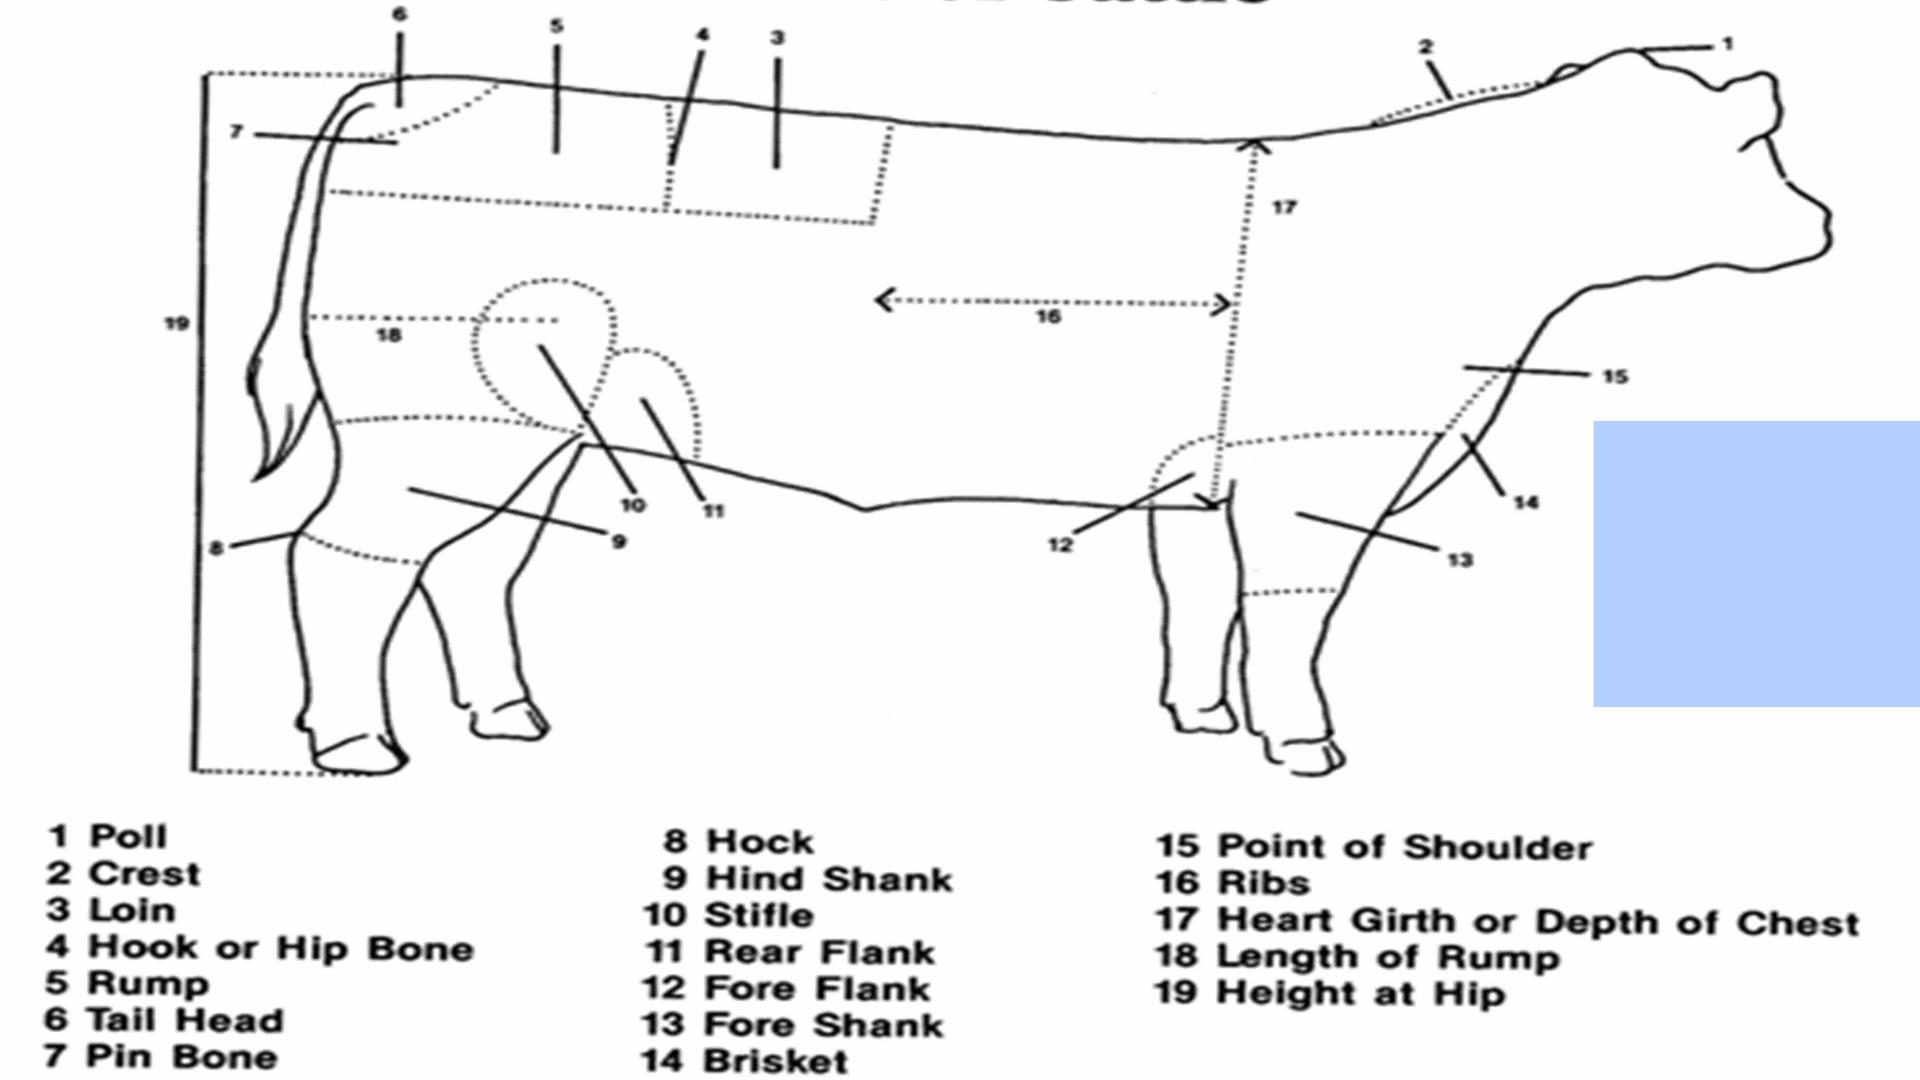 6
5
4
3
2
1
7
17
19
16
18
15
10
11
14
8
9
12
13
1 Poll
2 Crest
3 Loin
4 Hook or Hip Bone
5 Rump
6 Tail Head
7 Pin Bone
8 Hock
9 Hind Shank
10 Stifle
11 Rear Flank
12 Fore Flank
13 Fore Shank
14 Brisket
15 Point of Shoulder
16 Ribs
17 Heart Girth or Depth of Chest
18 Length of Rump
19 Height at Hip